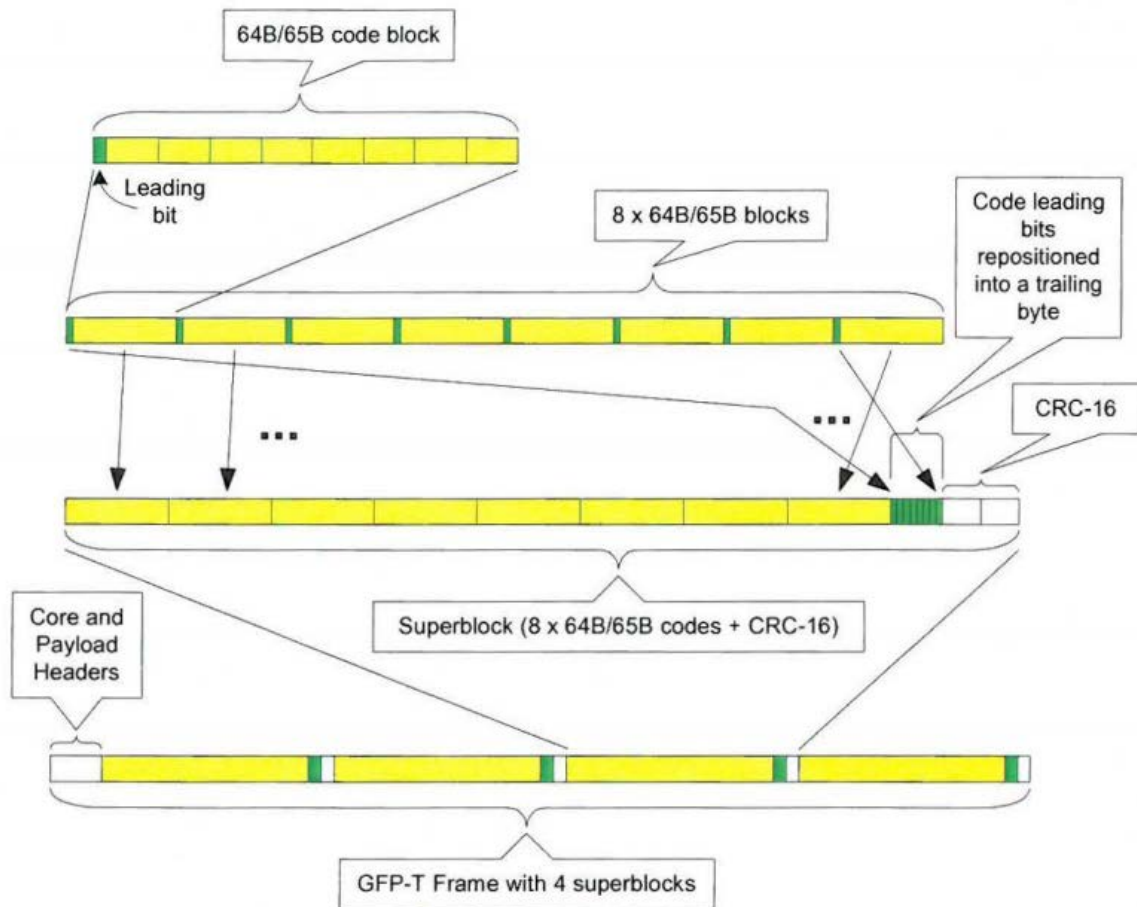 64B/65B code block
Leading
bit
8 x 64B/65B blocks
Code leading
bits
repositioned
into a trailing
byte
CRC-16
Superblock (8 x 64B/65B codes + CRC-16)
Core and
Payload
Headers
GFP-T Frame with 4 superblocks